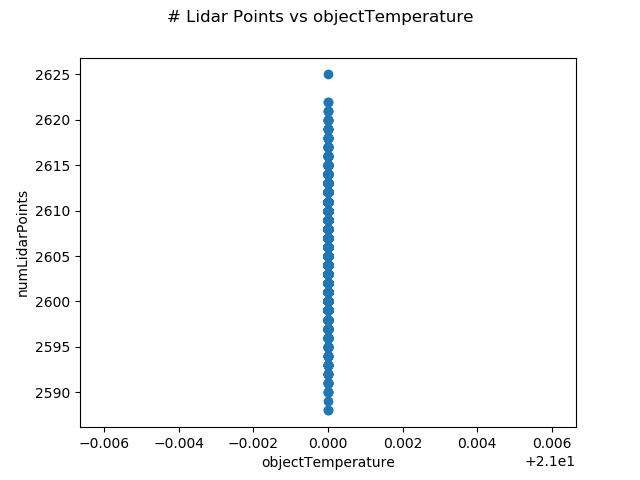 # Lidar Points vs objectTemperature
2625
2620
2615
2610
2605
2600
2595
2590
numLidarPoints
−0.006 −0.004 −0.002 0.000 0.002 0.004 0.006
objectTemperature
+2.1e1